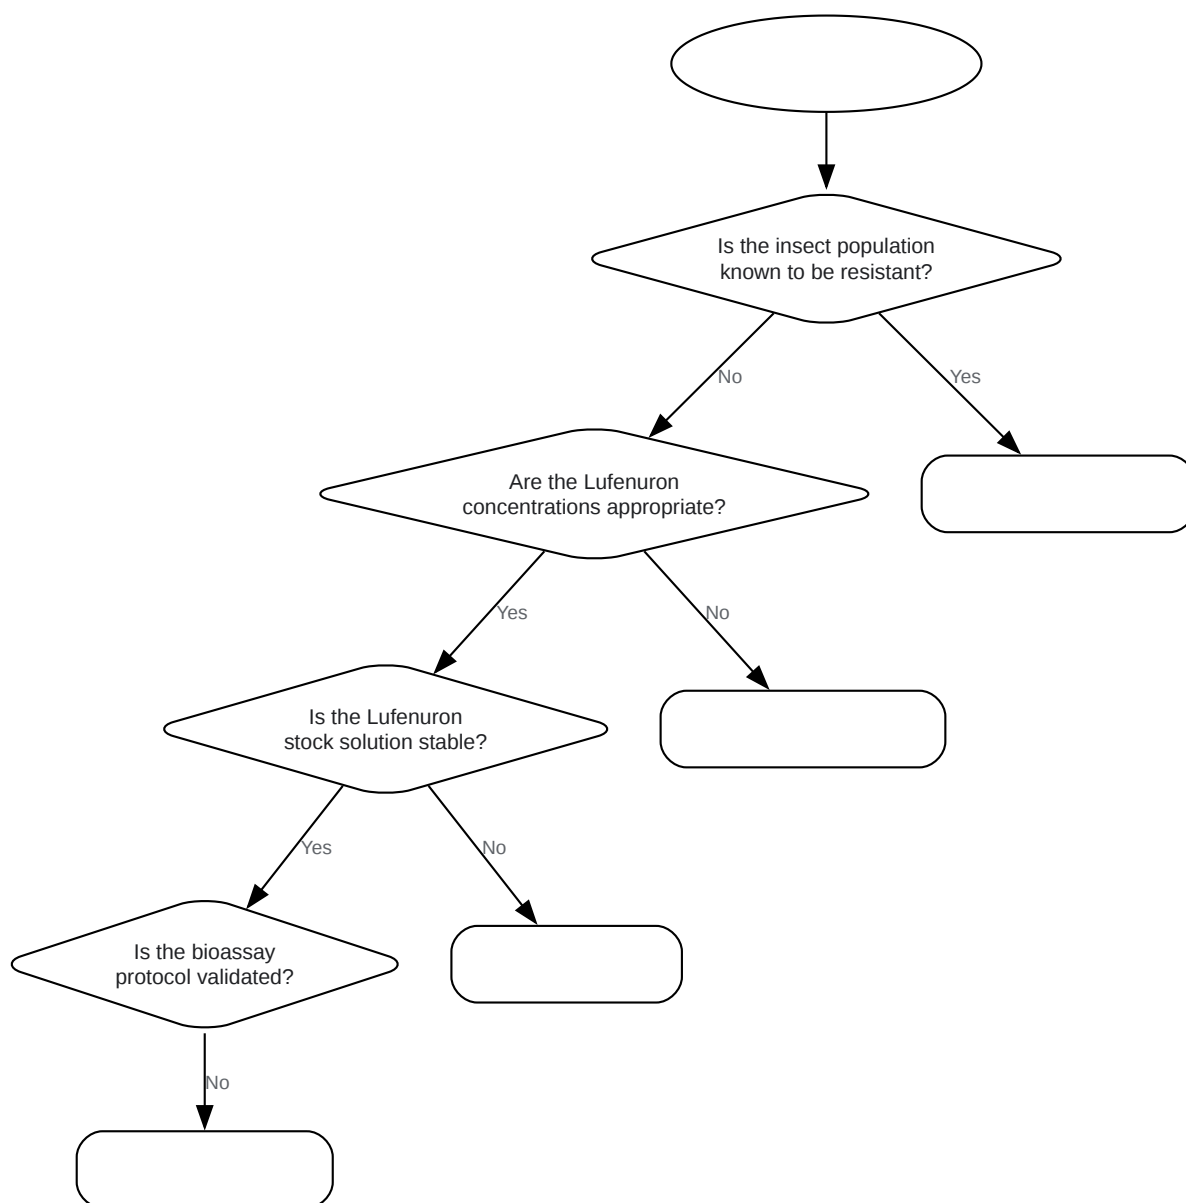 Is the insect population
known to be resistant?
No
Yes
Are the Lufenuron
concentrations appropriate?
Yes
No
Is the Lufenuron
stock solution stable?
Yes
No
Is the bioassay
protocol validated?
No